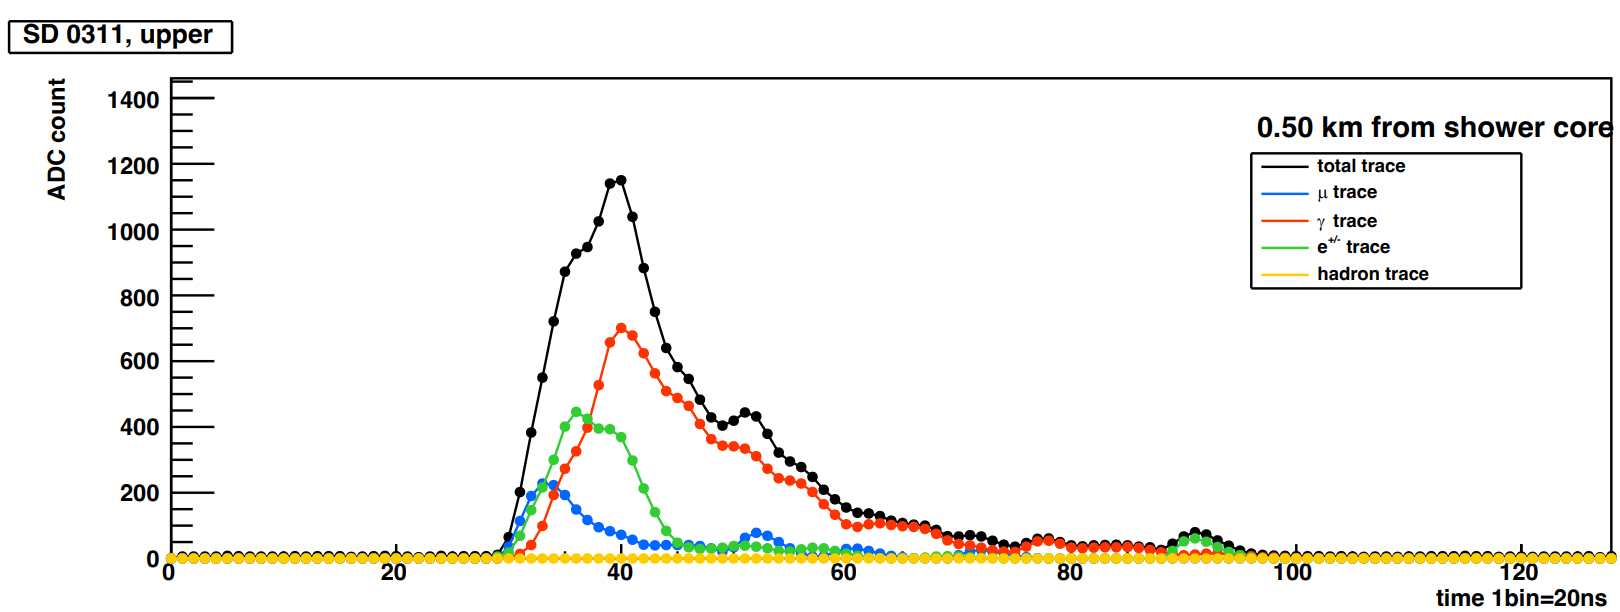 SD 0311, upper
ADC count
1400
1200
1000
800
600
400
200
0
0.50 km from shower core
total trace
μ trace
γ trace
e+/- trace
hadron trace
0 20 40 60 80 100 120
time 1bin=20ns